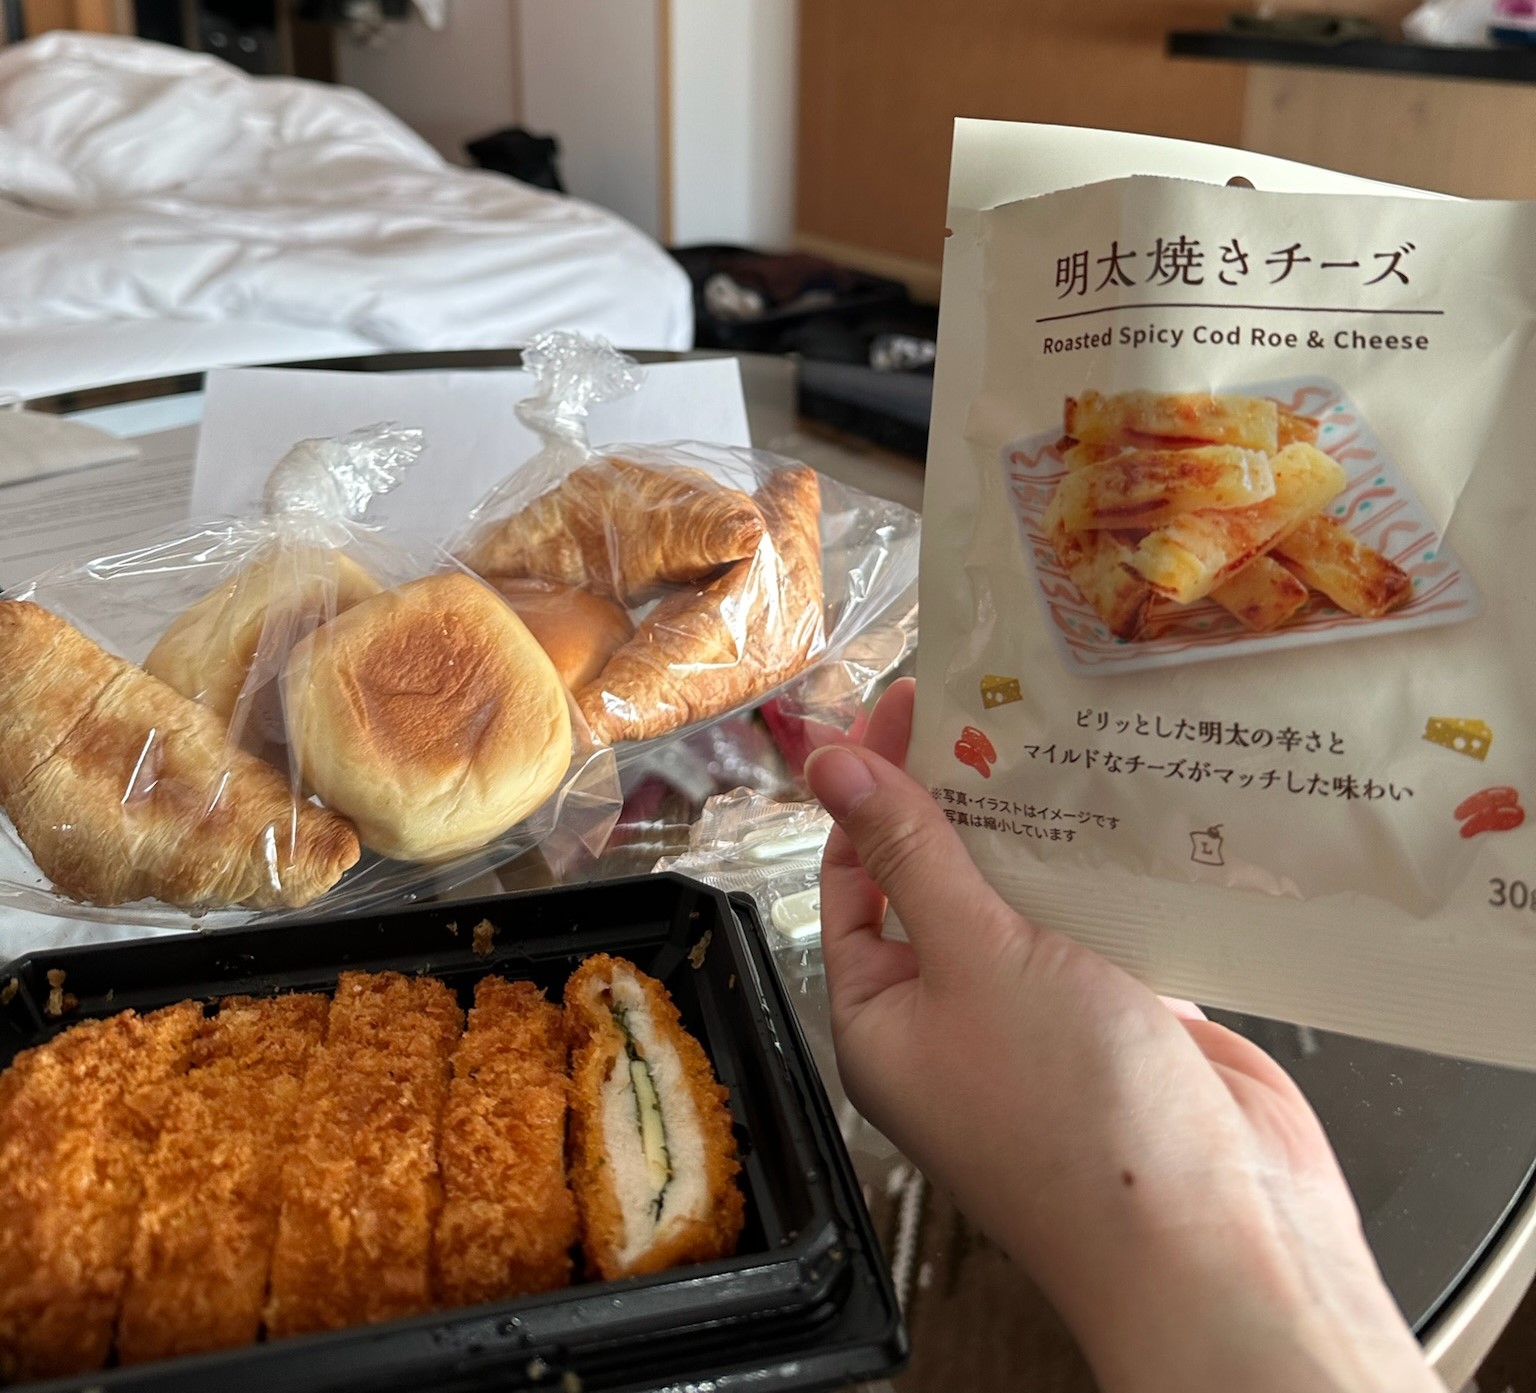 明太焼きチーズ
Roasted Spicy Cod Roe & Cheese
ピリッとした明太の辛さと
マイルドなチーズがマッチした味わい
※写真・イラストはイメージです
写真は縮小しています
L
30g